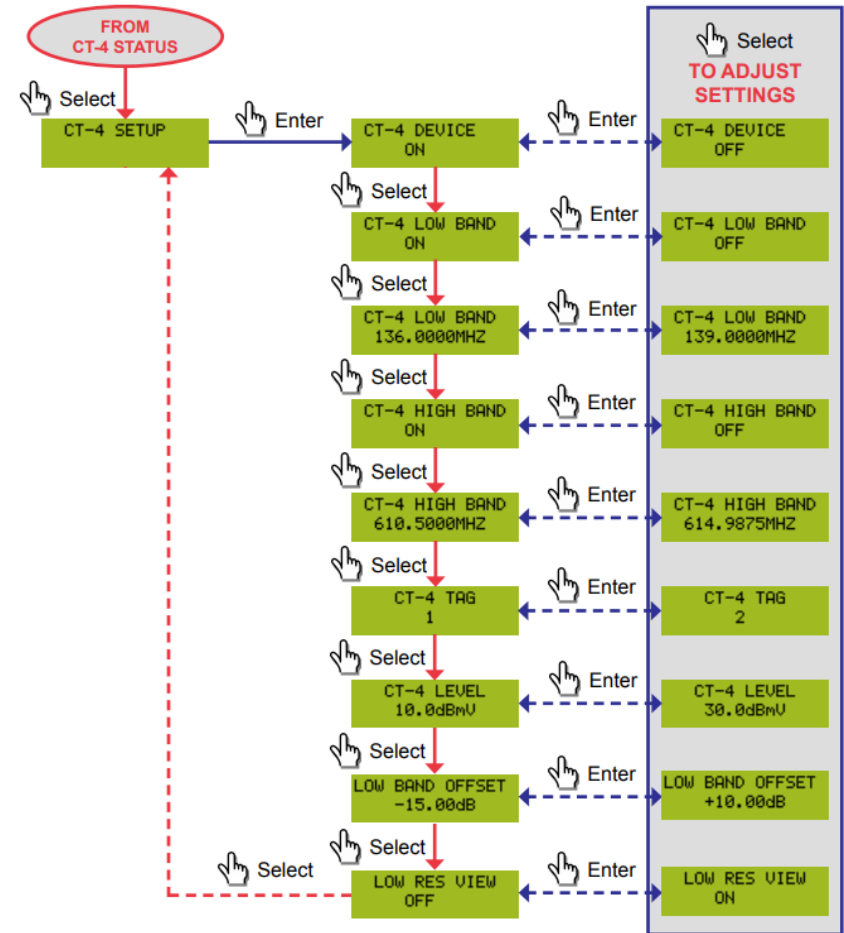 FROM
CT-4 STATUS
Select
TO ADJUST
SETTINGS
Select
CT-4 SETUP
Enter
CT-4 DEVICE
ON
Enter
CT-4 DEVICE
OFF
Select
CT-4 LOW BAND
ON
Enter
CT-4 LOW BAND
OFF
Select
CT-4 LOW BAND
136.0000MHZ
Enter
CT-4 LOW BAND
139.0000MHZ
Select
CT-4 HIGH BAND
ON
Enter
CT-4 HIGH BAND
OFF
Select
CT-4 HIGH BAND
610.5000MHZ
Enter
CT-4 HIGH BAND
614.9875MHZ
Select
CT-4 TAG
1
Enter
CT-4 TAG
2
Select
CT-4 LEVEL
10.0dBmV
Enter
CT-4 LEVEL
30.0dBmV
Select
LOW BAND OFFSET
-15.00dB
Enter
LOW BAND OFFSET
+10.00dB
Select
Select
LOW RES VIEW
OFF
Enter
LOW RES VIEW
ON